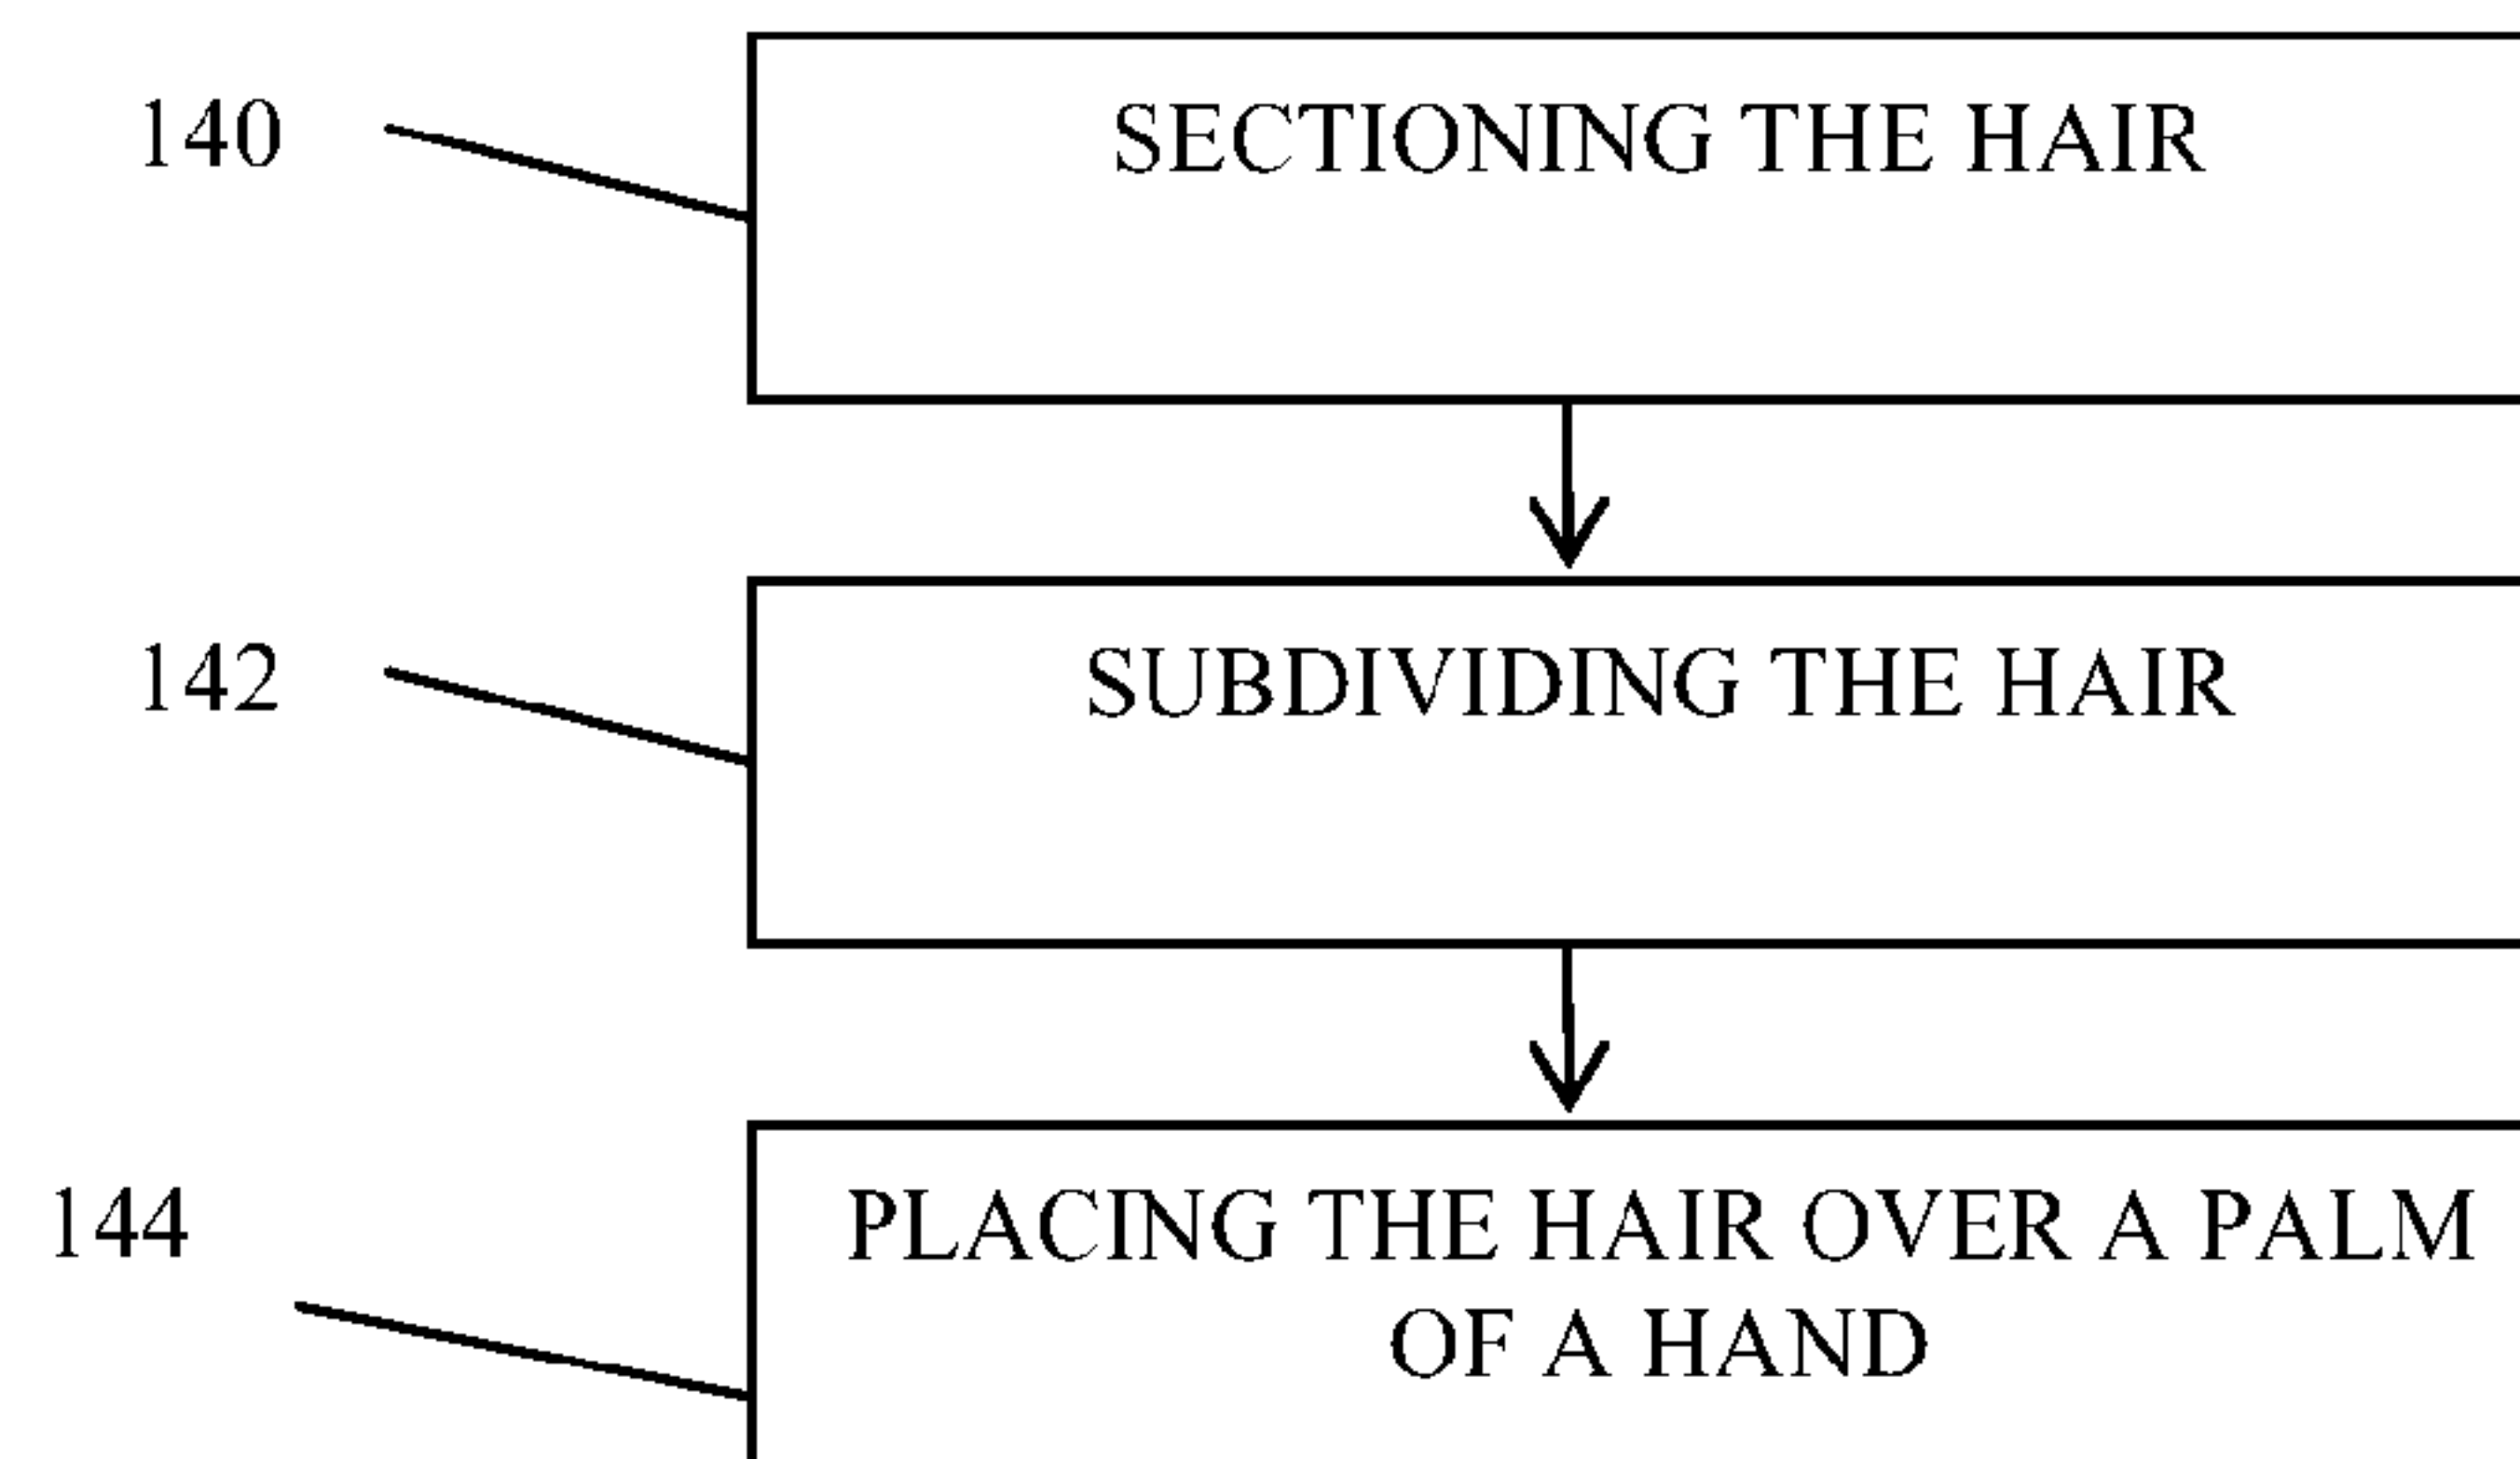 140
SECTIONING THE HAIR
142
SUBDIVIDING THE HAIR
144
PLACING THE HAIR OVER A PALM
OF A HAND